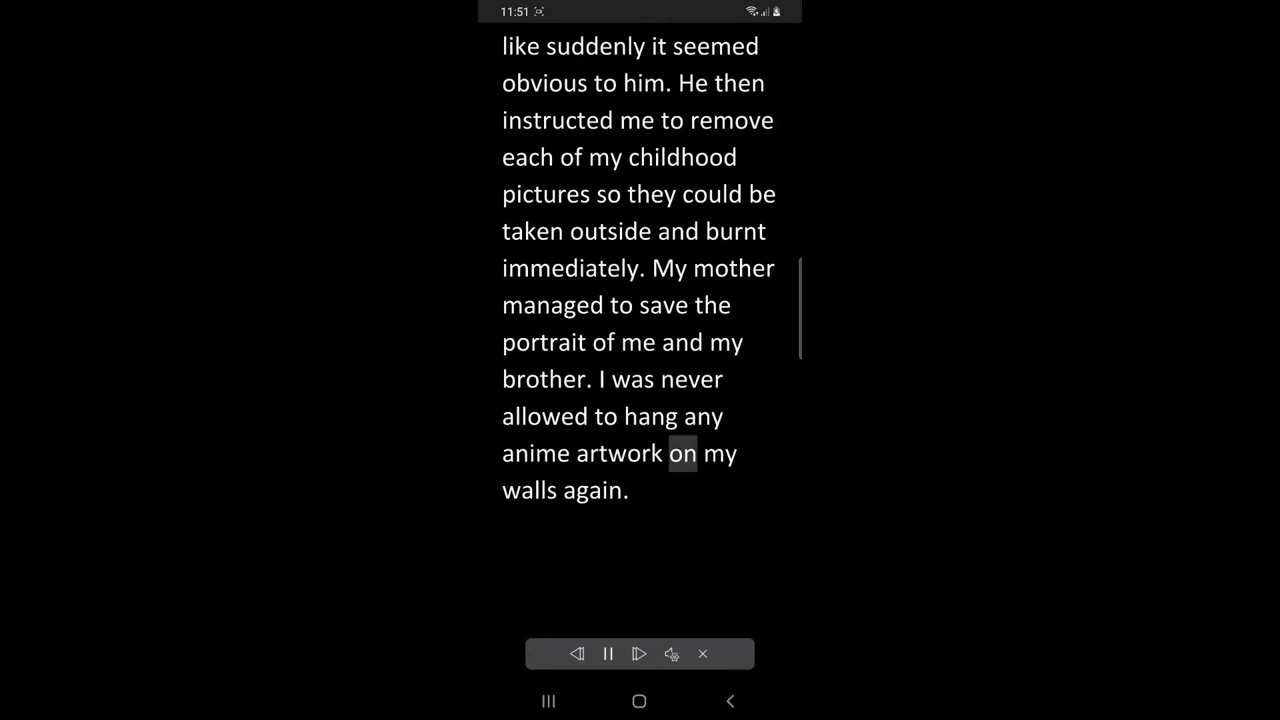 11:51
like suddenly it seemed
obvious to him. He then
instructed me to remove
each of my childhood
pictures so they could be
taken outside and burnt
immediately. My mother
managed to save the
portrait of me and my
brother. I was never
allowed to hang any
anime artwork on my
walls again.